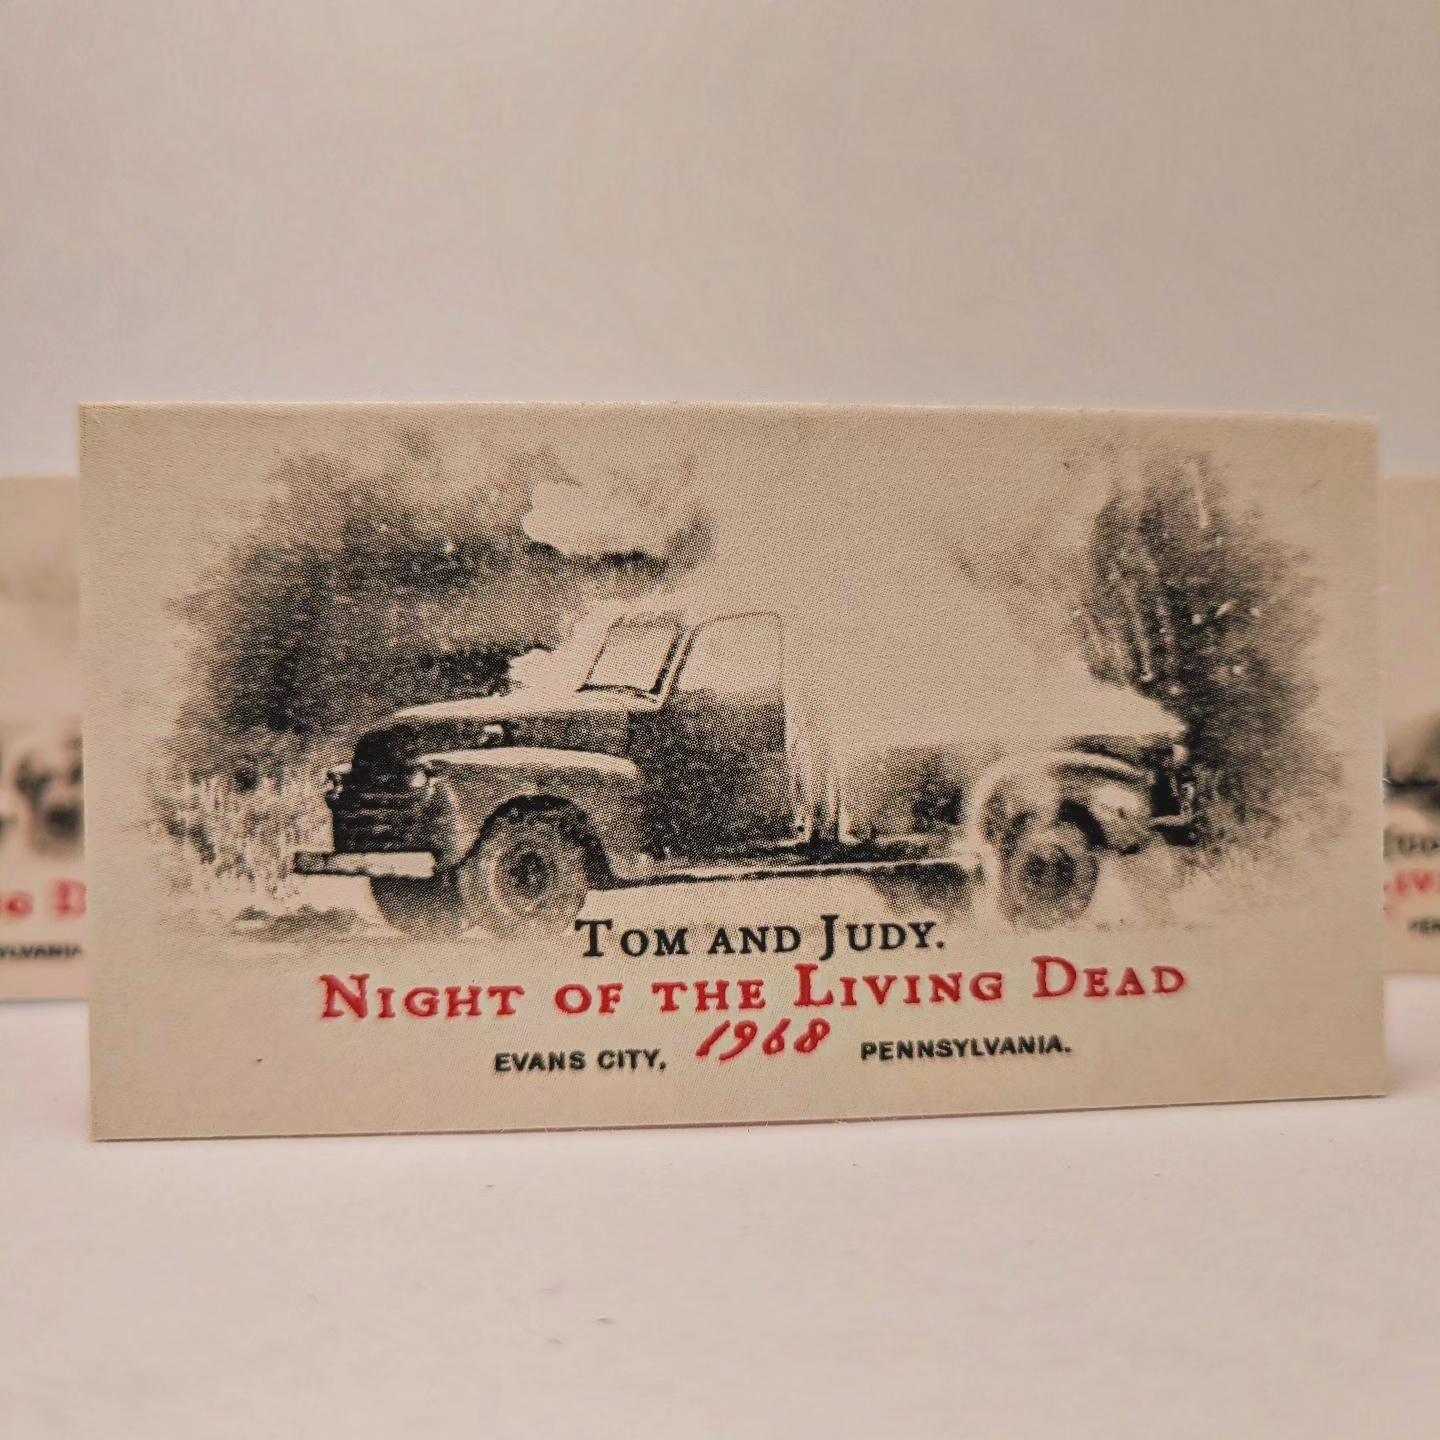 Tom and Judy.
Night of the Living Dead
Evans City, 1968 Pennsylvania.